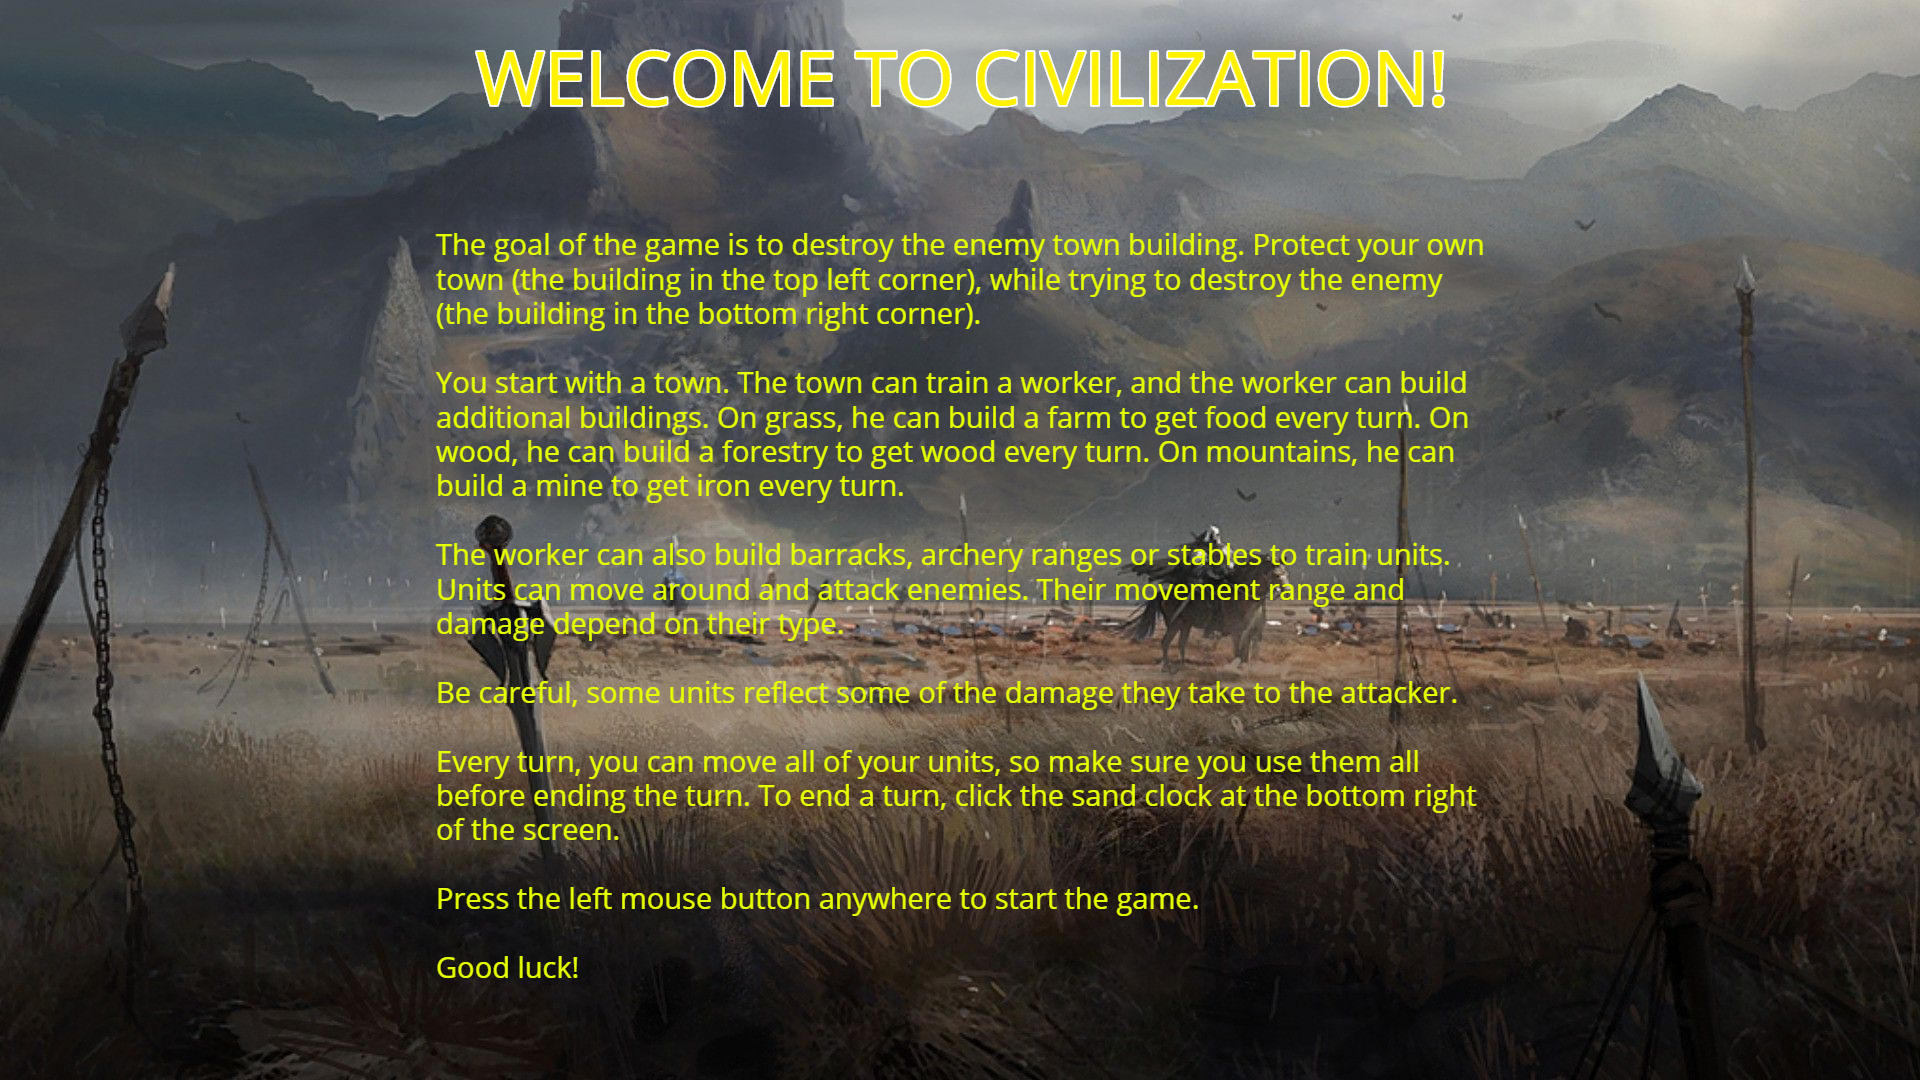 WELCOME TO CIVILIZATION!
The goal of the game is to destroy the enemy town building. Protect your own
town (the building in the top left corner), while trying to destroy the enemy
(the building in the bottom right corner).
You start with a town. The town can train a worker, and the worker can build
additional buildings. On grass, he can build a farm to get food every turn. On
wood, he can build a forestry to get wood every turn. On mountains, he can
build a mine to get iron every turn.
The worker can also build barracks, archery ranges or stables to train units.
Units can move around and attack enemies. Their movement range and
damage depend on their type.
Be careful, some units reflect some of the damage they take to the attacker.
Every turn, you can move all of your units, so make sure you use them all
before ending the turn. To end a turn, click the sand clock at the bottom right
of the screen.
Press the left mouse button anywhere to start the game.
Good luck!